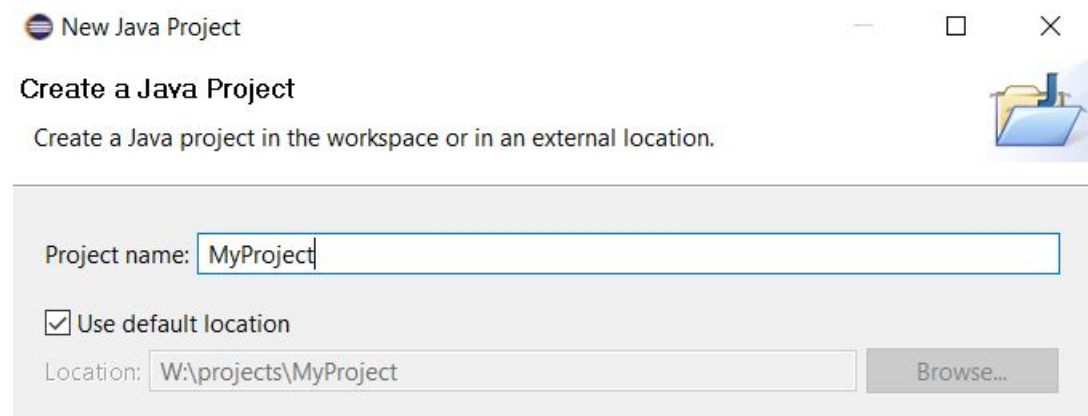 New Java Project
Create a Java Project
Create a Java project in the workspace or in an external location.
Project name: MyProject
Use default location
Location: W:\projects\MyProject Browse...